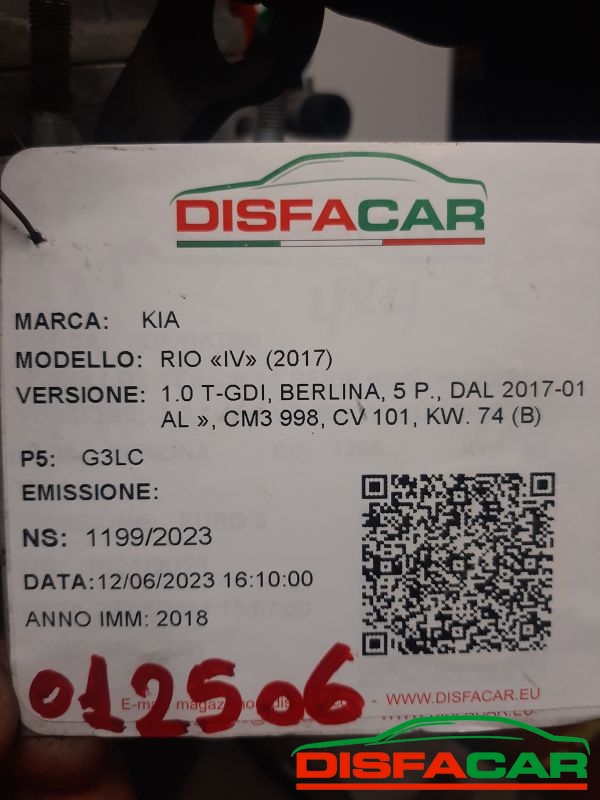 DISFACAR
MARCA: KIA
MODELLO: RIO «IV» (2017)
VERSIONE: 1.0 T-GDI, BERLINA, 5 P., DAL 2017-01
AL », CM3 998, CV 101, KW. 74 (B)
P5: G3LC
EMISSIONE:
NS: 1199/2023
DATA: 12/06/2023 16:10:00
ANNO IMM: 2018
012506
- WWW.DISFACAR.EU
DISFACAR